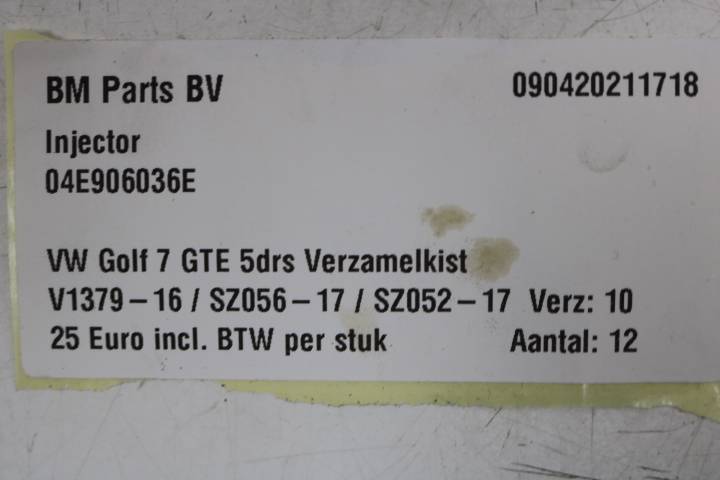 BM Parts BV 090420211718
Injector
04E906036E
VW Golf 7 GTE 5drs Verzamelkist
V1379-16 / SZ056-17 / SZ052-17 Verz: 10
25 Euro incl. BTW per stuk Aantal: 12